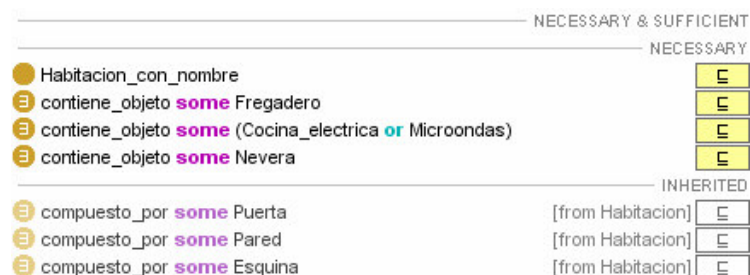 NECESSARY & SUFFICIENT
NECESSARY
Habitacion_con_nombre ⊑
∃ contiene_objeto some Fregadero ⊑
∃ contiene_objeto some (Cocina_electrica or Microondas) ⊑
∃ contiene_objeto some Nevera ⊑
INHERITED
∃ compuesto_por some Puerta [from Habitacion] ⊑
∃ compuesto_por some Pared [from Habitacion] ⊑
∃ compuesto_por some Esquina [from Habitacion] ⊑